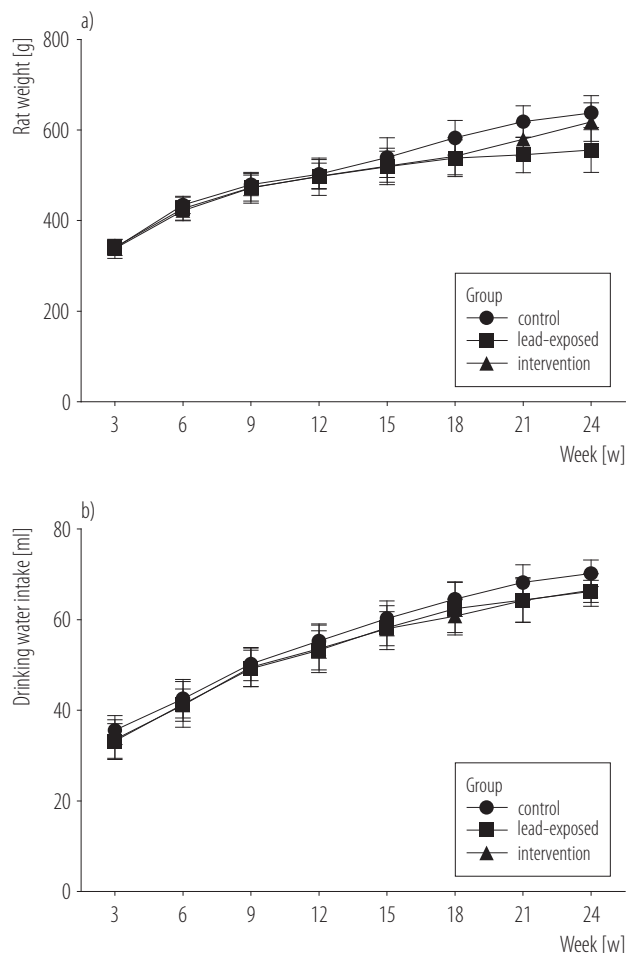 a)
Rat weight [g]
800
600
400
200
0
Group
control
lead-exposed
intervention
3 6 9 12 15 18 21 24
Week [w]
b)
Drinking water intake [ml]
80
60
40
20
0
Group
control
lead-exposed
intervention
3 6 9 12 15 18 21 24
Week [w]